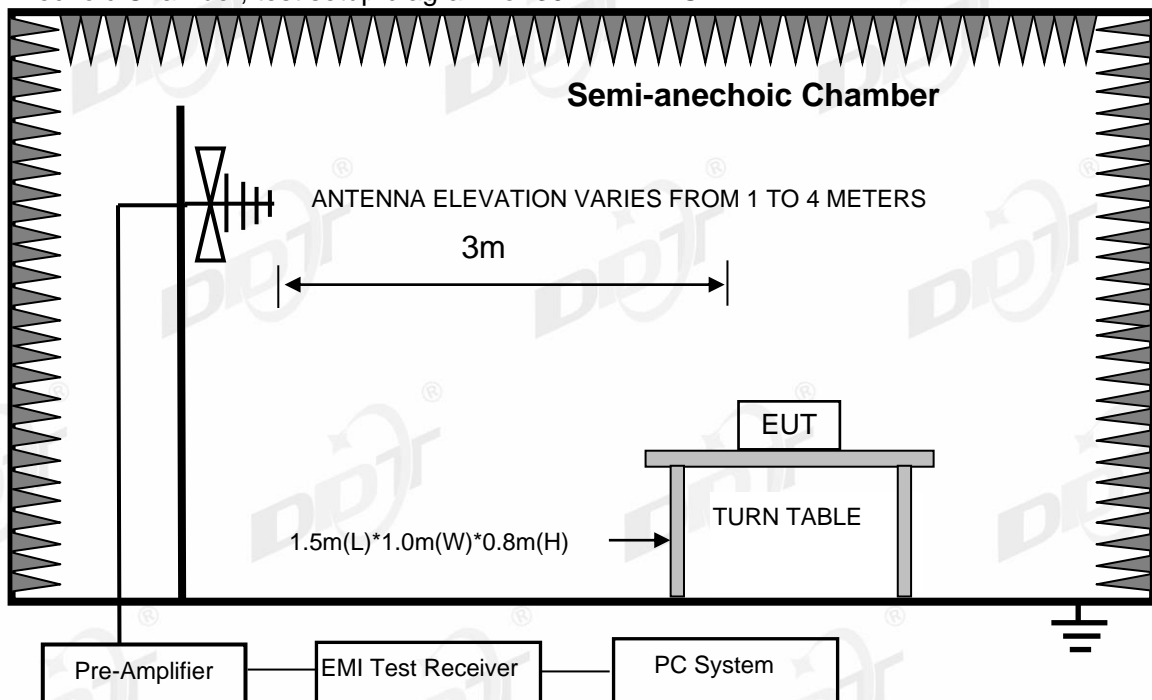 Semi-anechoic Chamber
ANTENNA ELEVATION VARIES FROM 1 TO 4 METERS
3m
EUT
TURN TABLE
1.5m(L)*1.0m(W)*0.8m(H)
Pre-Amplifier
EMI Test Receiver
PC System
DDT®